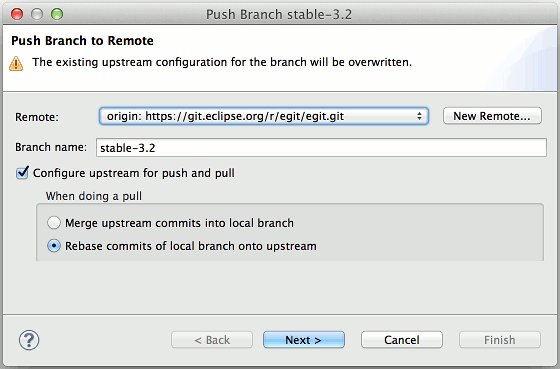 Push Branch stable-3.2
Push Branch to Remote
The existing upstream configuration for the branch will be overwritten.
Remote: origin: https://git.eclipse.org/r/egit/egit.git New Remote...
Branch name: stable-3.2
Configure upstream for push and pull
When doing a pull
Merge upstream commits into local branch
Rebase commits of local branch onto upstream
? < Back Next > Cancel Finish